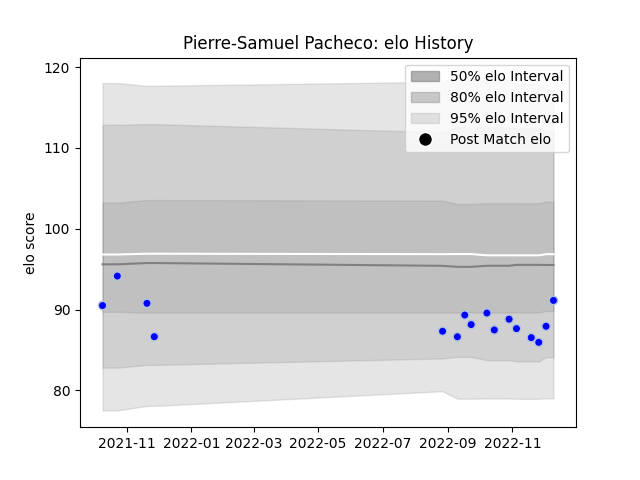 Pierre-Samuel Pacheco: elo History
50% elo Interval
80% elo Interval
95% elo Interval
Post Match elo
elo score
120
110
100
90
80
2021-11 2022-01 2022-03 2022-05 2022-07 2022-09 2022-11